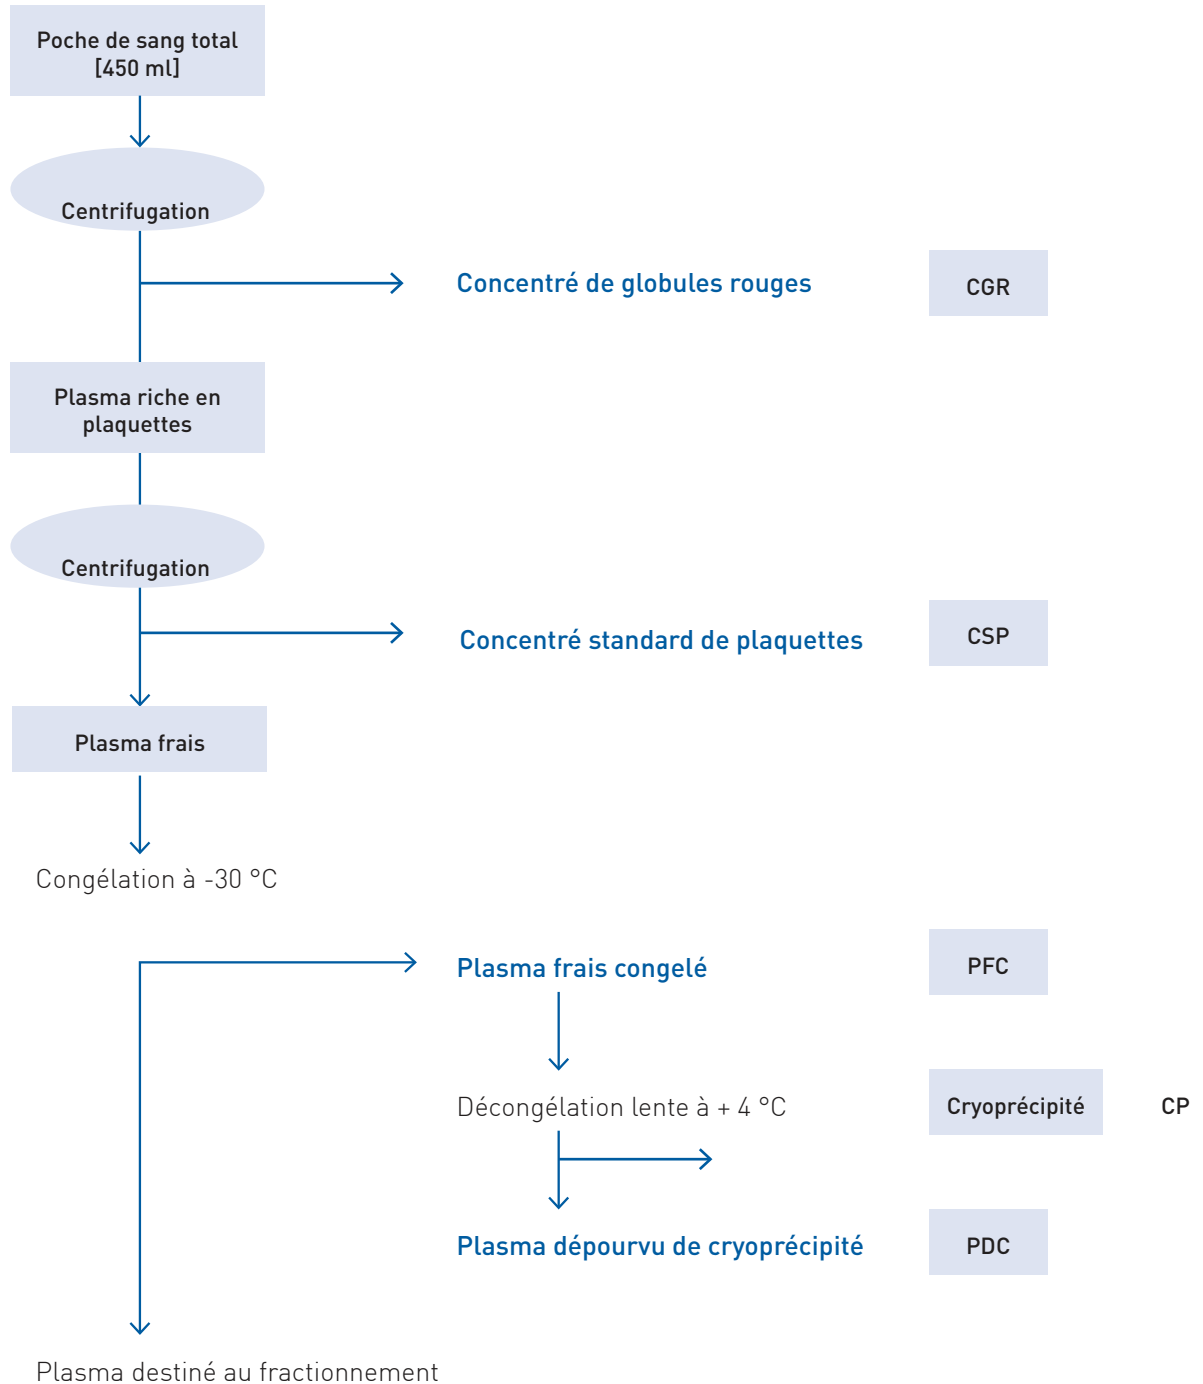 Poche de sang total
[450 ml]
Centrifugation
Concentré de globules rouges
CGR
Plasma riche en
plaquettes
Centrifugation
Concentré standard de plaquettes
CSP
Plasma frais
Congélation à -30 °C
Plasma frais congelé
PFC
Décongélation lente à + 4 °C
Cryoprécipité
CP
Plasma dépourvu de cryoprécipité
PDC
Plasma destiné au fractionnement